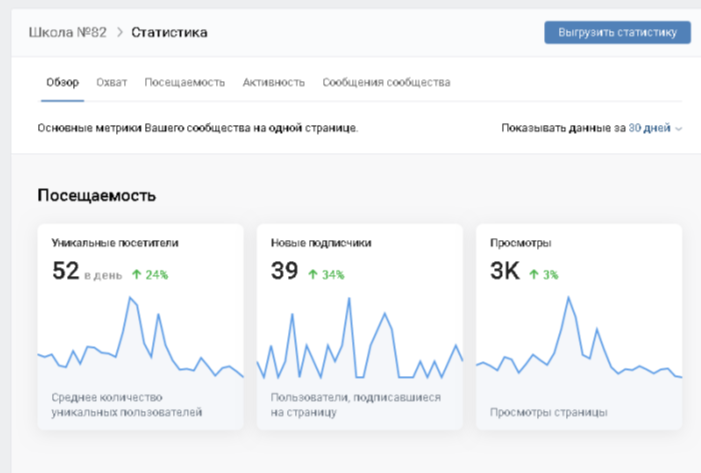 Школа №82 > Статистика
Выгрузить статистику
Обзор Охват Посещаемость Активность Сообщения сообщества
Основные метрики Вашего сообщества на одной странице.
Показывать данные за 30 дней
Посещаемость
Уникальные посетители
52 в день ↑ 24%
Среднее количество
уникальных пользователей
Новые подписчики
39 ↑ 34%
Пользователи, подписавшиеся
на страницу
Просмотры
3K ↑ 3%
Просмотры страницы